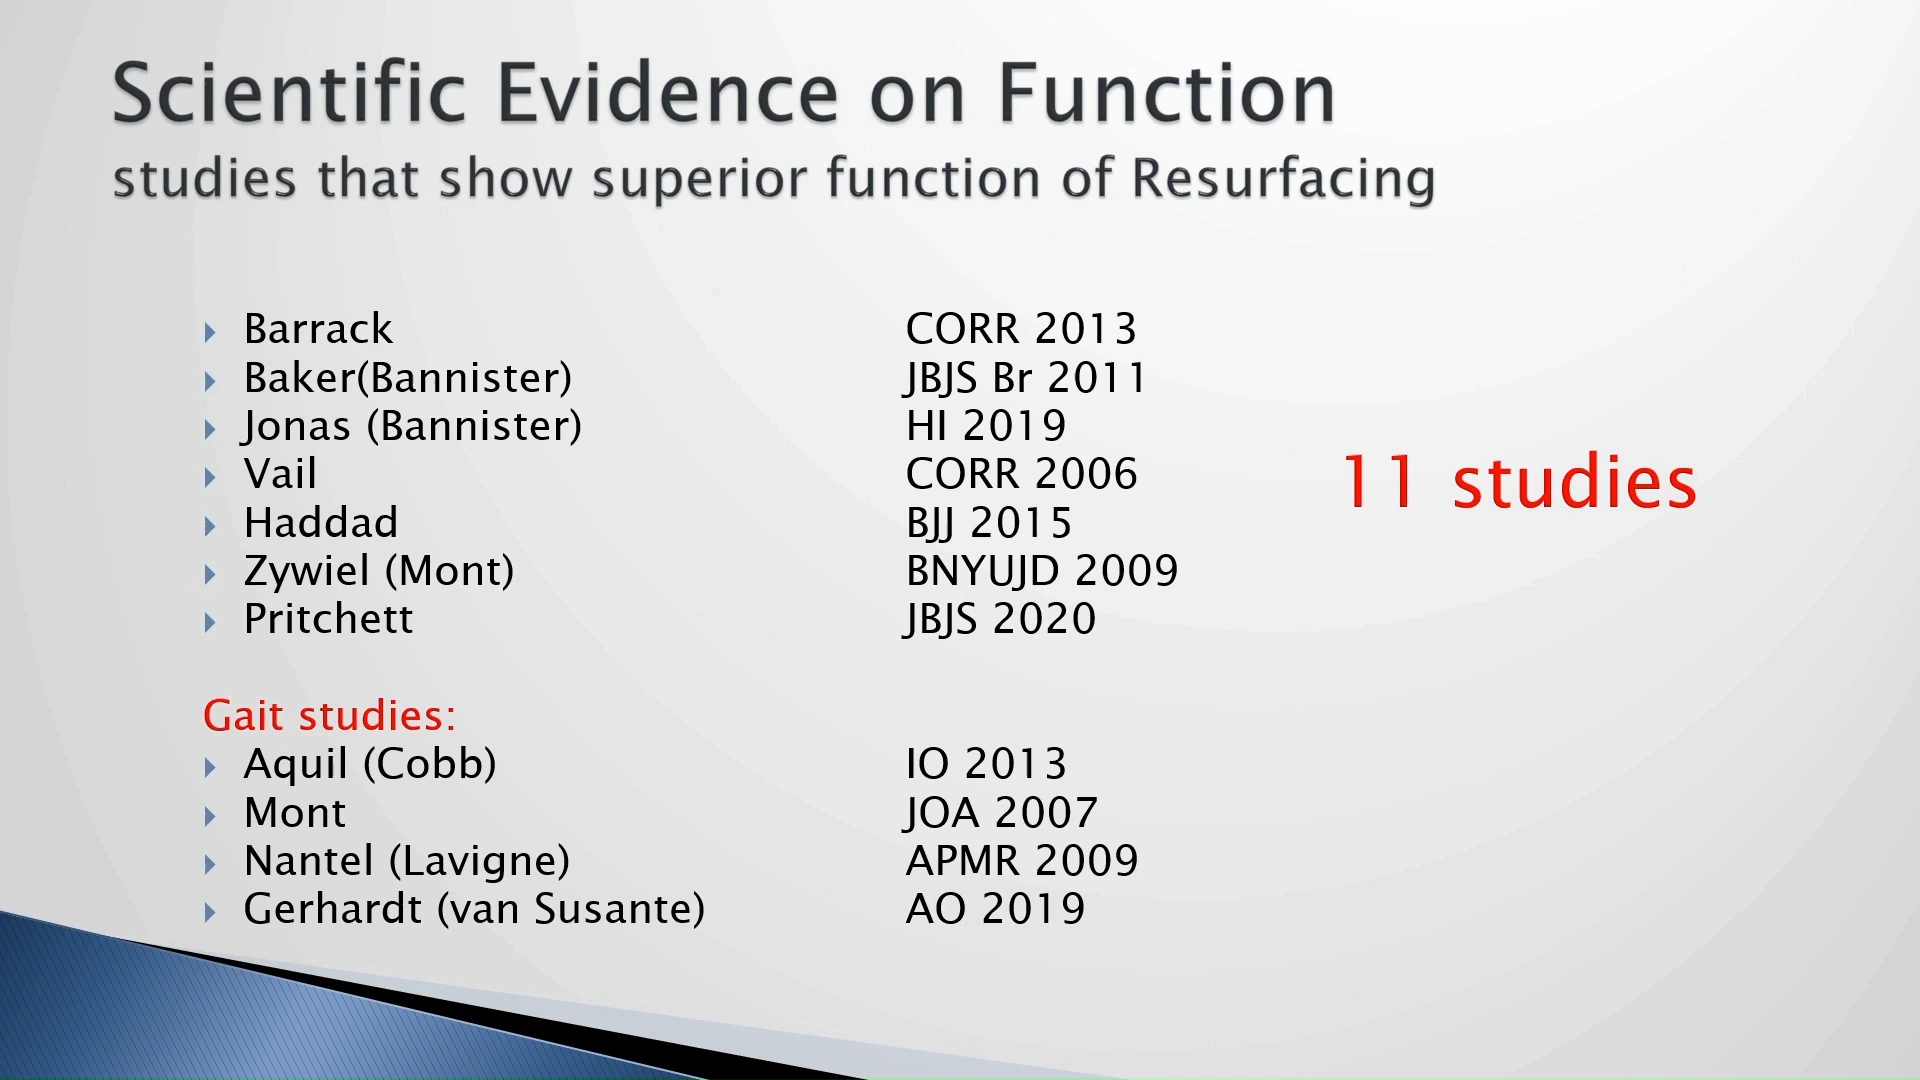 Scientific Evidence on Function
studies that show superior function of Resurfacing
Barrack CORR 2013
Baker(Bannister) JBJS Br 2011
Jonas (Bannister) HI 2019
Vail CORR 2006
Haddad BJJ 2015
Zywiel (Mont) BNYUJD 2009
Pritchett JBJS 2020
11 studies
Gait studies:
Aquil (Cobb) IO 2013
Mont JOA 2007
Nantel (Lavigne) APMR 2009
Gerhardt (van Susante) AO 2019